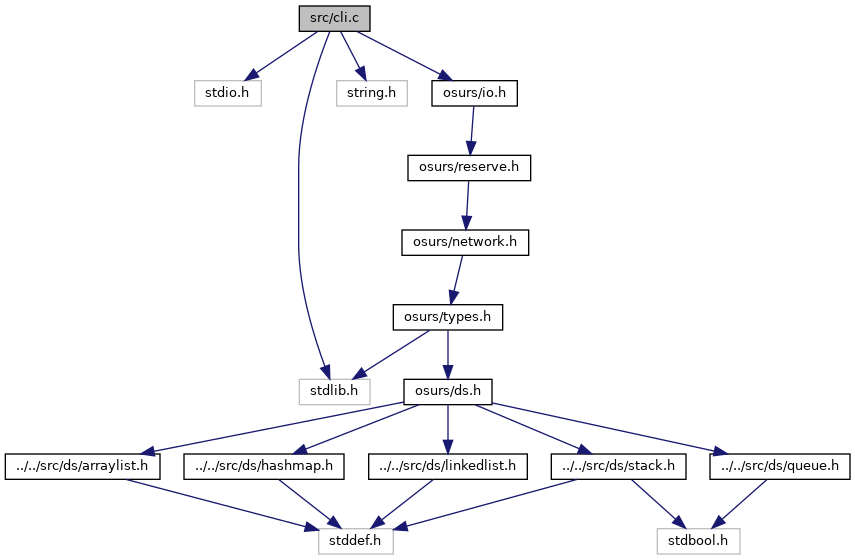 src/cli.c
stdio.h
string.h
osurs/io.h
osurs/reserve.h
osurs/network.h
osurs/types.h
stdlib.h
osurs/ds.h
../../src/ds/arraylist.h
../../src/ds/hashmap.h
../../src/ds/linkedlist.h
../../src/ds/stack.h
../../src/ds/queue.h
stddef.h
stdbool.h